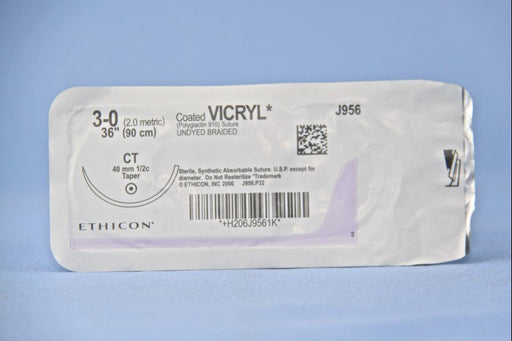 3-0 (2.0 metric)
36" (90 cm)
Coated VICRYL*
(Polyglactin 910) Suture
UNDYED BRAIDED
J956
CT
40 mm 1/2c
Taper
Sterile, Synthetic Absorbable Suture. U.S.P. except for
diameter. Do Not Resterilize *Trademark
© ETHICON, INC 2006 J956.P32
*+H206J9561K*
ETHICON*
2